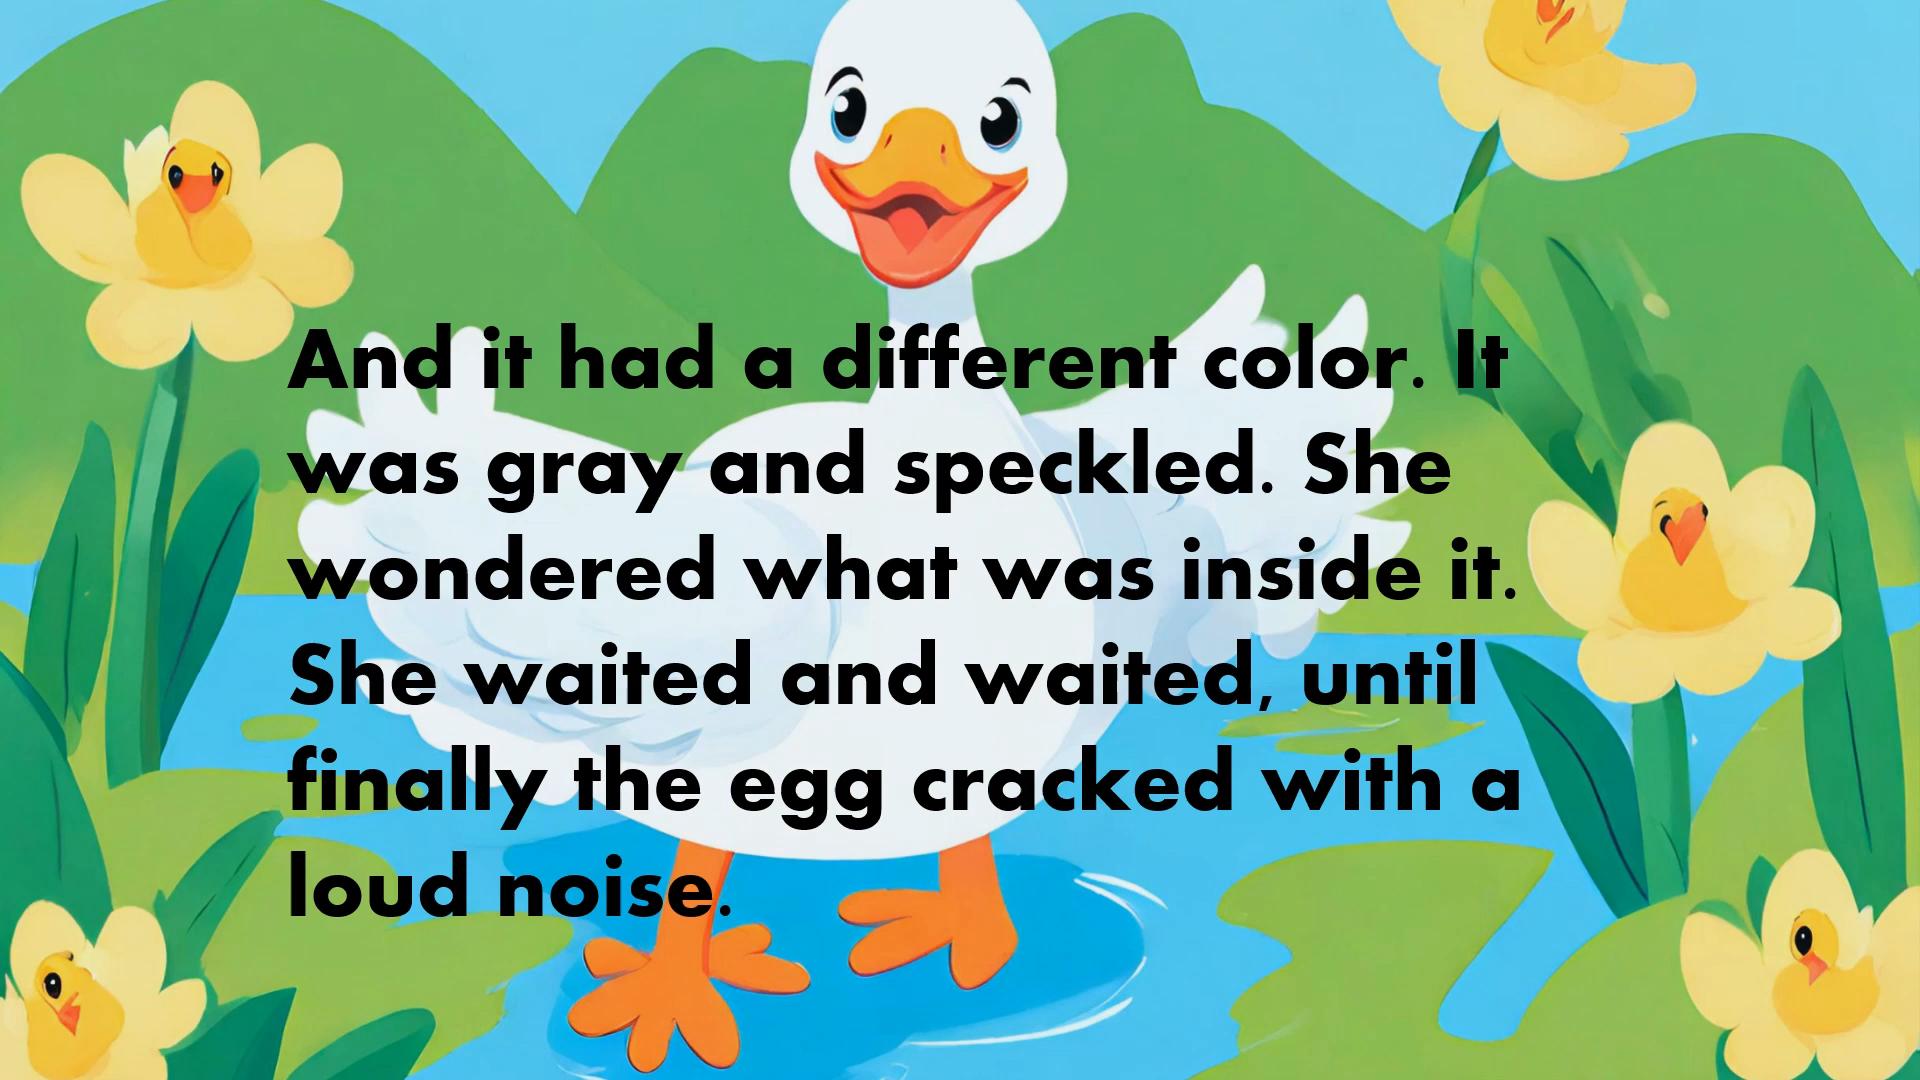 And it had a different color. It
was gray and speckled. She
wondered what was inside it.
She waited and waited, until
finally the egg cracked with a
loud noise.